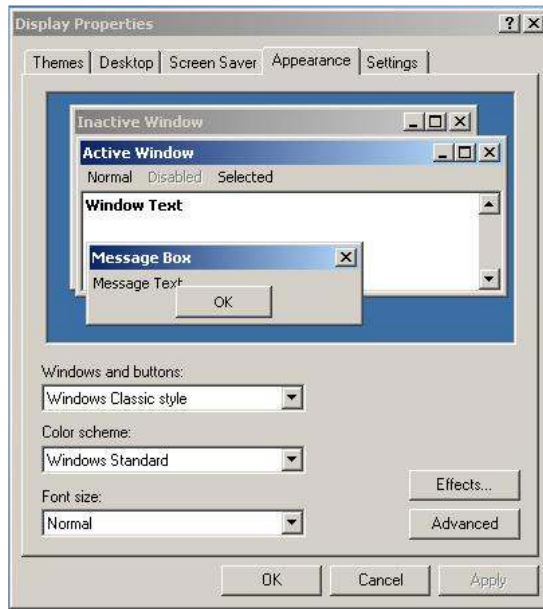 Display Properties
Themes Desktop Screen Saver Appearance Settings
Inactive Window
Active Window
Normal Disabled Selected
Window Text
Message Box
Message Text
OK
Windows and buttons:
Windows Classic style
Color scheme:
Windows Standard
Effects...
Font size:
Normal
Advanced
OK Cancel Apply